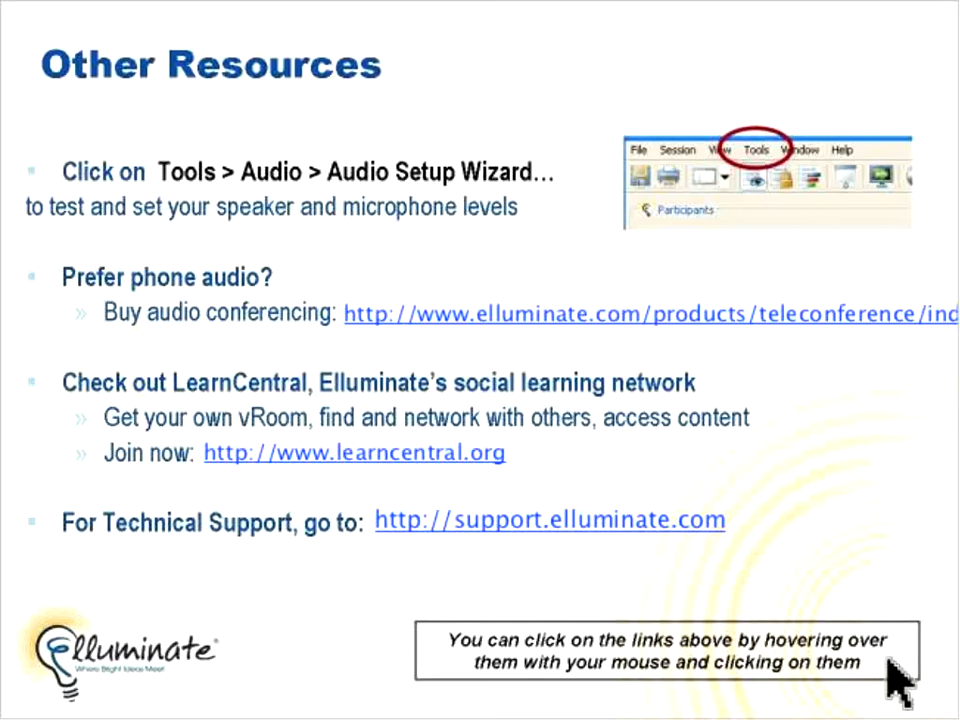 Other Resources
Click on Tools > Audio > Audio Setup Wizard...
to test and set your speaker and microphone levels
File Session View Tools Window Help
Participants
Prefer phone audio?
» Buy audio conferencing: http://www.elluminate.com/products/teleconference/ind
Check out LearnCentral, Elluminate's social learning network
» Get your own vRoom, find and network with others, access content
» Join now: http://www.learncentral.org
For Technical Support, go to: http://support.elluminate.com
elluminate
Where Bright Ideas Meet
You can click on the links above by hovering over
them with your mouse and clicking on them